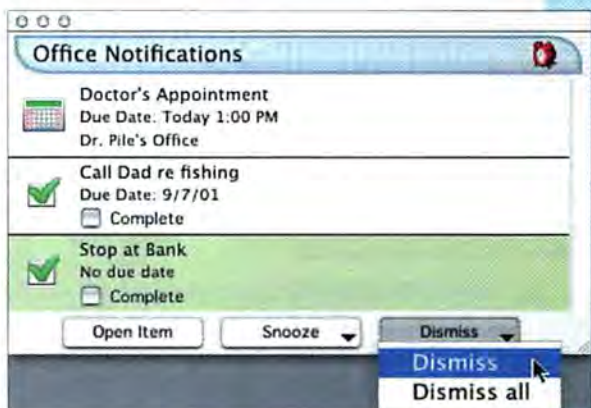 Office Notifications
Doctor's Appointment
Due Date: Today 1:00 PM
Dr. Pile's Office
Call Dad re fishing
Due Date: 9/7/01
Complete
Stop at Bank
No due date
Complete
Open Item Snooze Dismiss
Dismiss
Dismiss all